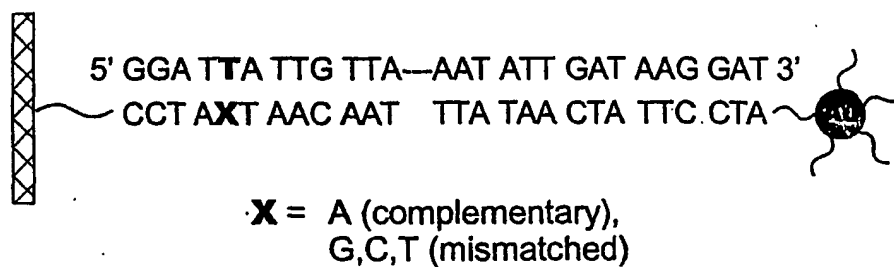 5' GGA TTA TTG TTA---AAT ATT GAT AAG GAT 3'
CCT AXT AAC AAT TTA TAA CTA TTC CTA
X = A (complementary),
G,C,T (mismatched)